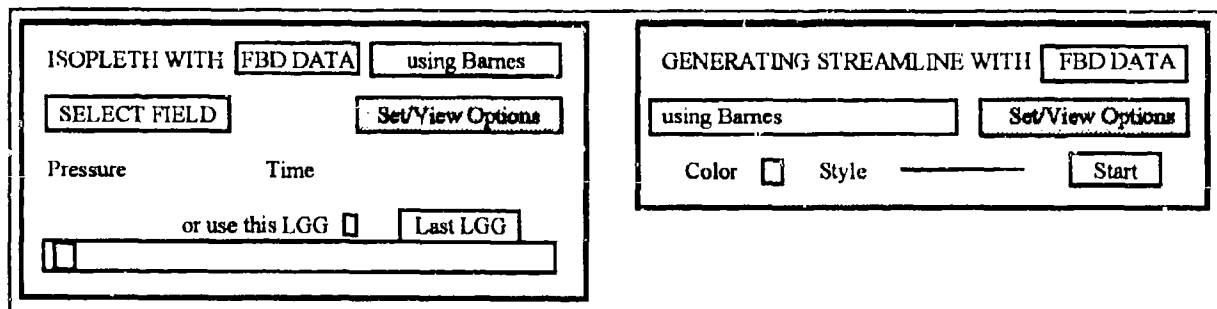 ISOPLETH WITH FBD DATA using Barnes
SELECT FIELD Set/View Options
Pressure Time
or use this LGG Last LGG
GENERATING STREAMLINE WITH FBD DATA
using Barnes Set/View Options
Color Style Start